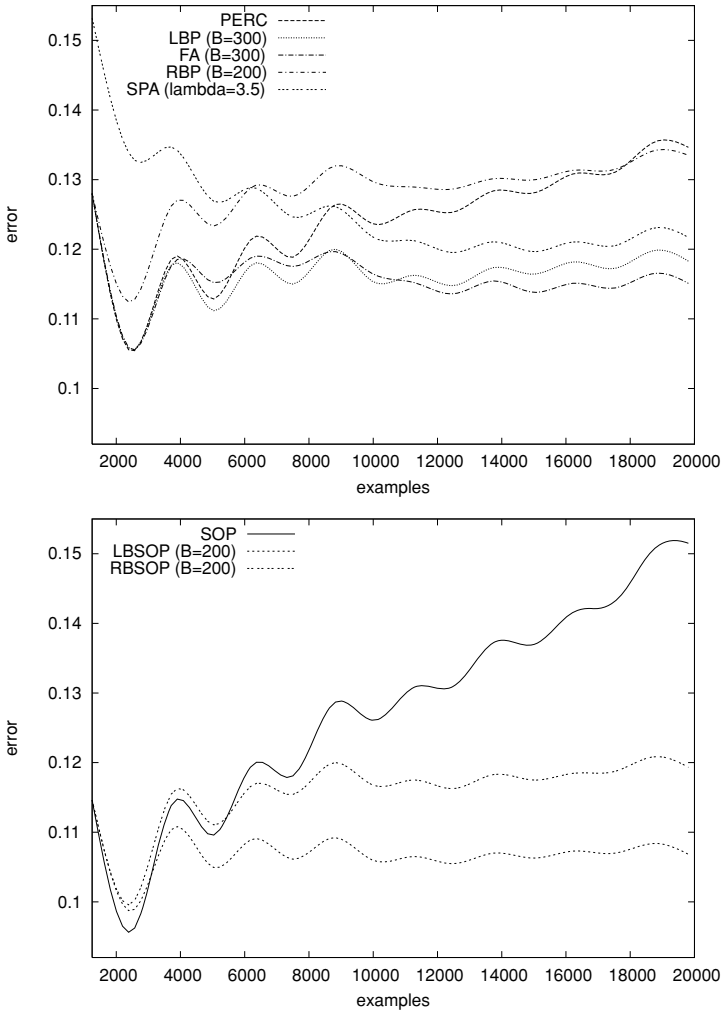 0.15
0.14
0.13
0.12
0.11
0.1
error
PERC
LBP (B=300)
FA (B=300)
RBP (B=200)
SPA (lambda=3.5)
2000 4000 6000 8000 10000 12000 14000 16000 18000 20000
examples
0.15
0.14
0.13
0.12
0.11
0.1
error
SOP
LBSOP (B=200)
RBSOP (B=200)
2000 4000 6000 8000 10000 12000 14000 16000 18000 20000
examples